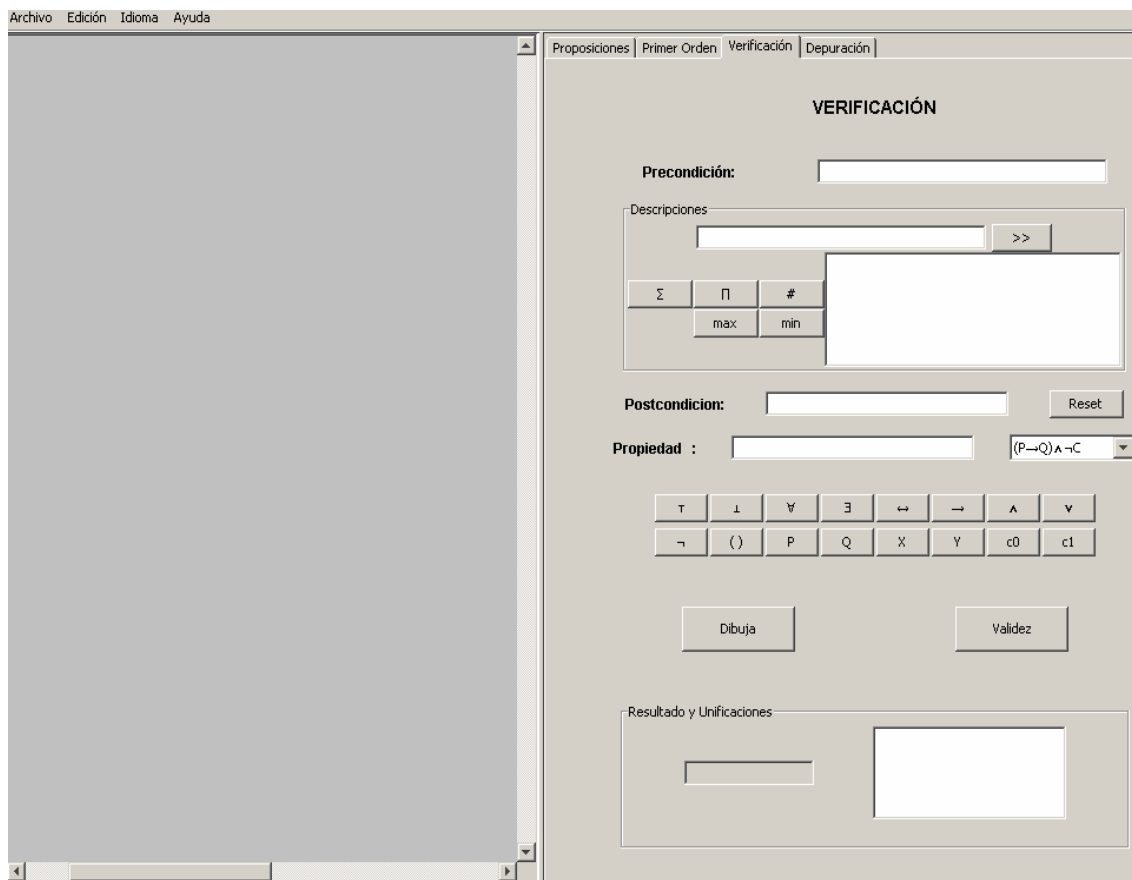 Archivo Edición Idioma Ayuda
Proposiciones Primer Orden Verificación Depuración
VERIFICACIÓN
Precondición:
Descripciones
>>
Σ Π #
max min
Postcondicion: Reset
Propiedad : (P→Q)∧¬C
⊤ ⊥ ∀ ∃ ↔ → ∧ ∨
¬ ( ) P Q X Y c0 c1
Dibuja Validez
Resultado y Unificaciones